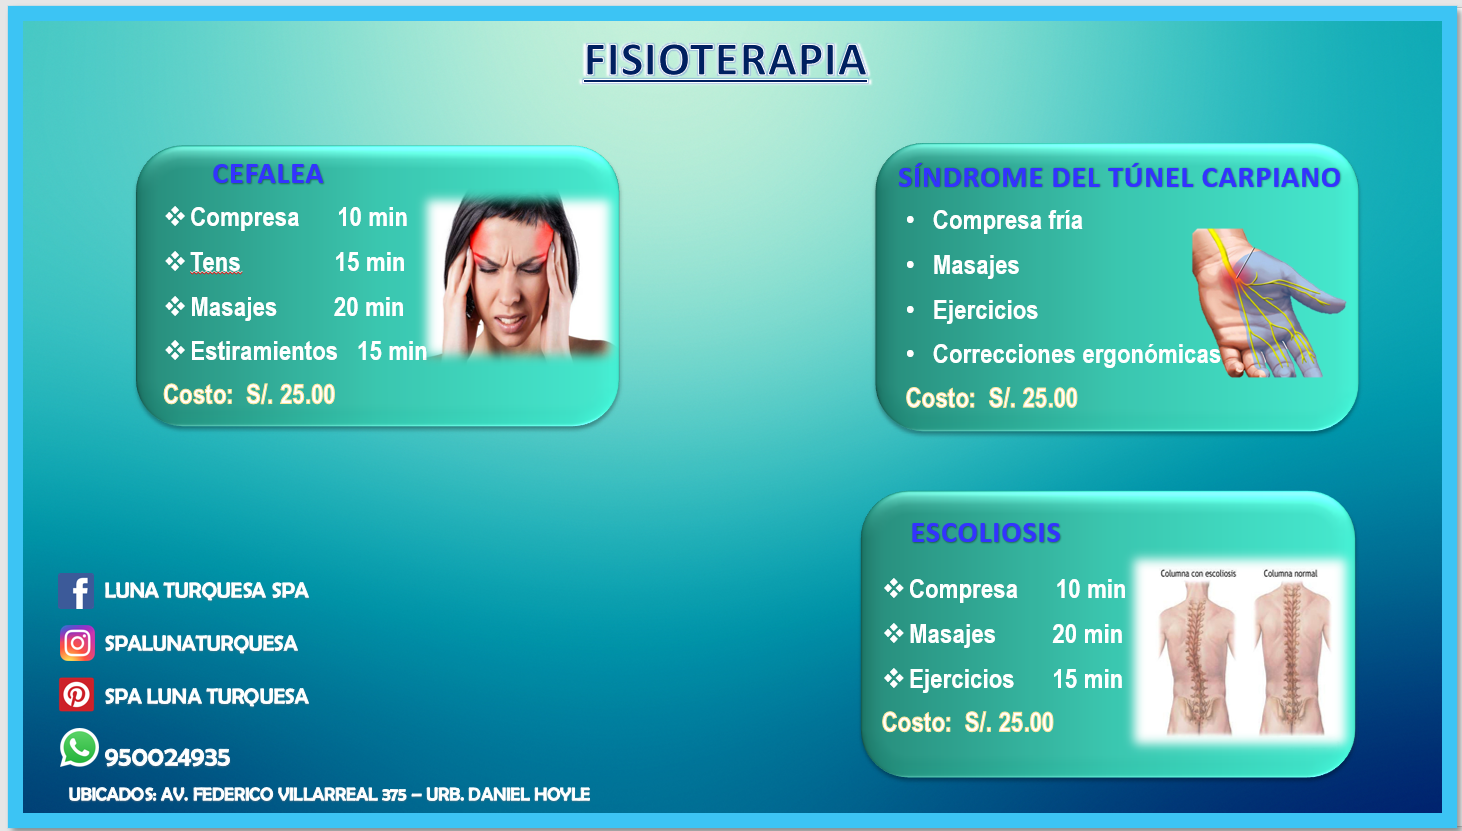 FISIOTERAPIA
CEFALEA
❖ Compresa 10 min
❖ Tens 15 min
❖ Masajes 20 min
❖ Estiramientos 15 min
Costo: S/. 25.00
SÍNDROME DEL TÚNEL CARPIANO
• Compresa fría
• Masajes
• Ejercicios
• Correcciones ergonómicas
Costo: S/. 25.00
ESCOLIOSIS
❖ Compresa 10 min
❖ Masajes 20 min
❖ Ejercicios 15 min
Costo: S/. 25.00
Columna con escoliosis Columna normal
LUNA TURQUESA SPA
SPALUNATURQUESA
SPA LUNA TURQUESA
950024935
UBICADOS: AV. FEDERICO VILLARREAL 375 – URB. DANIEL HOYLE